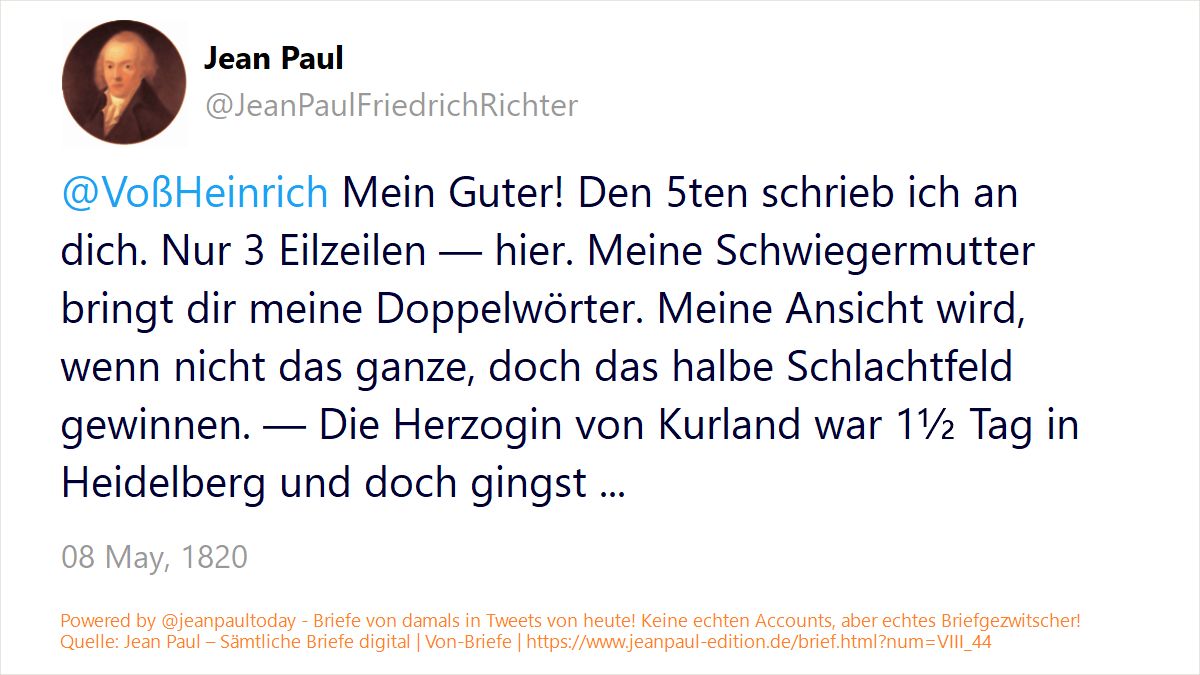 Jean Paul
@JeanPaulFriedrichRichter
@VoßHeinrich Mein Guter! Den 5ten schrieb ich an
dich. Nur 3 Eilzeilen — hier. Meine Schwiegermutter
bringt dir meine Doppelwörter. Meine Ansicht wird,
wenn nicht das ganze, doch das halbe Schlachtfeld
gewinnen. — Die Herzogin von Kurland war 1½ Tag in
Heidelberg und doch gingst ...
08 May, 1820
Powered by @jeanpaultoday - Briefe von damals in Tweets von heute! Keine echten Accounts, aber echtes Briefgezwitscher!
Quelle: Jean Paul – Sämtliche Briefe digital | Von-Briefe | https://www.jeanpaul-edition.de/brief.html?num=VIII_44